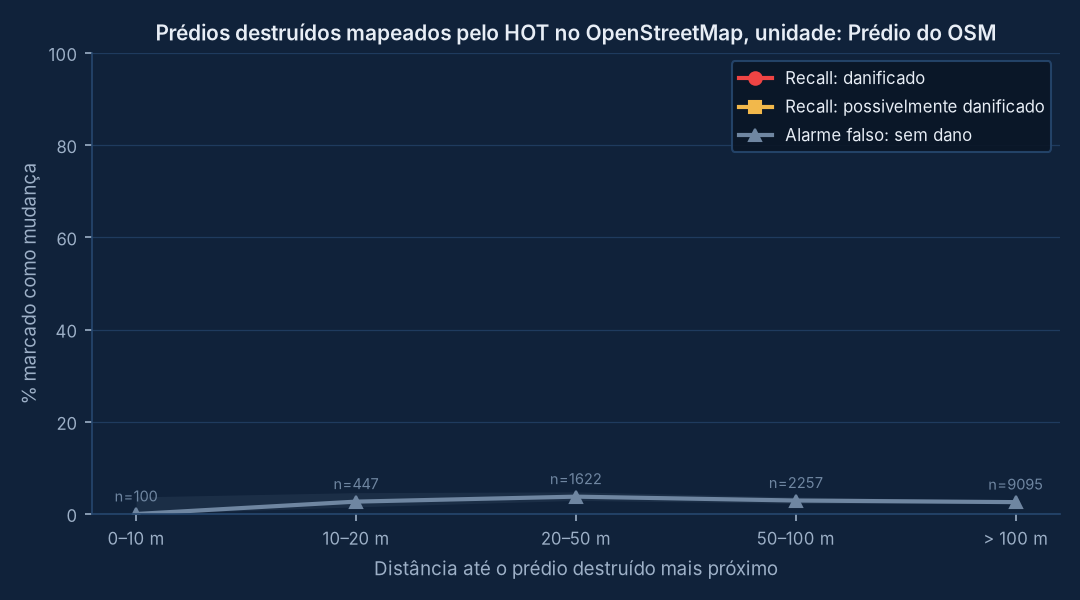 Prédios destruídos mapeados pelo HOT no OpenStreetMap, unidade: Prédio do OSM
Recall: danificado
Recall: possivelmente danificado
Alarme falso: sem dano
% marcado como mudança
100
80
60
40
20
0
n=100
n=447
n=1622
n=2257
n=9095
0–10 m
10–20 m
20–50 m
50–100 m
> 100 m
Distância até o prédio destruído mais próximo